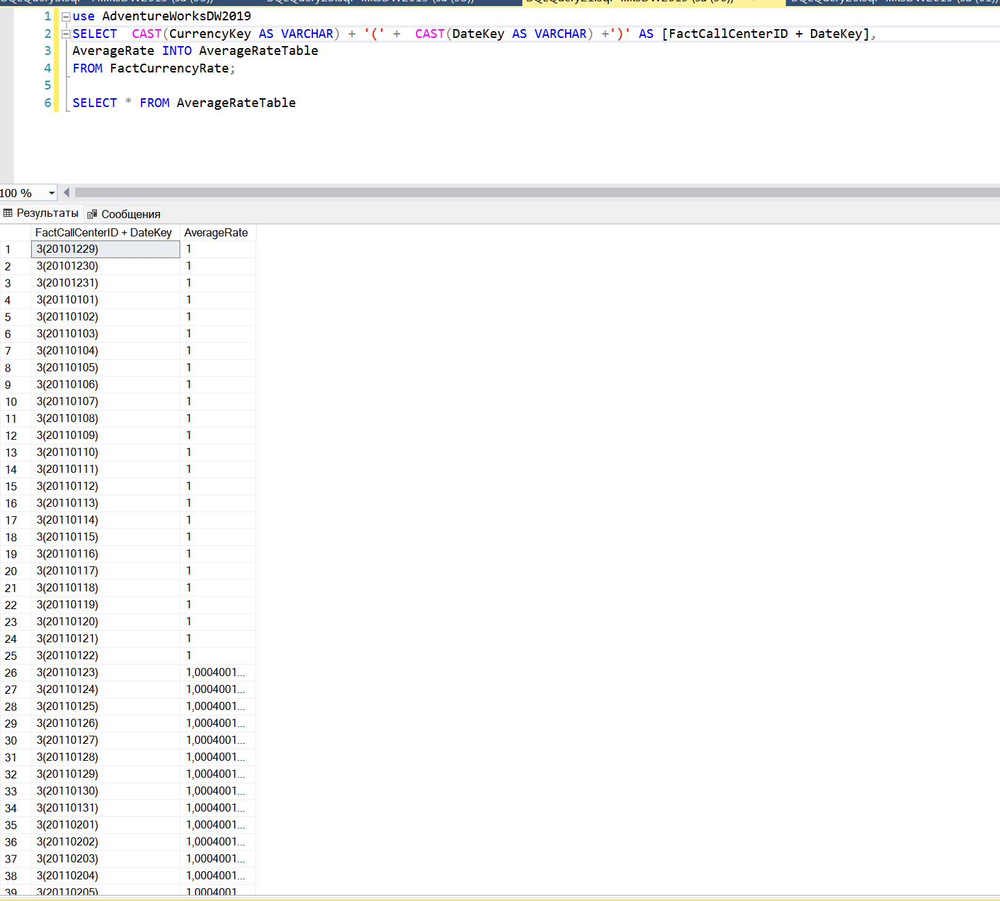 1 use AdventureWorksDW2019
2 SELECT  CAST(CurrencyKey AS VARCHAR) + '(' +  CAST(DateKey AS VARCHAR) +')' AS [FactCallCenterID + DateKey],
3 AverageRate INTO AverageRateTable
4 FROM FactCurrencyRate;
5
6 SELECT * FROM AverageRateTable
100 %
Результаты Сообщения
FactCallCenterID + DateKey AverageRate
1 3(20101229) 1
2 3(20101230) 1
3 3(20101231) 1
4 3(20110101) 1
5 3(20110102) 1
6 3(20110103) 1
7 3(20110104) 1
8 3(20110105) 1
9 3(20110106) 1
10 3(20110107) 1
11 3(20110108) 1
12 3(20110109) 1
13 3(20110110) 1
14 3(20110111) 1
15 3(20110112) 1
16 3(20110113) 1
17 3(20110114) 1
18 3(20110115) 1
19 3(20110116) 1
20 3(20110117) 1
21 3(20110118) 1
22 3(20110119) 1
23 3(20110120) 1
24 3(20110121) 1
25 3(20110122) 1
26 3(20110123) 1,0004001...
27 3(20110124) 1,0004001...
28 3(20110125) 1,0004001...
29 3(20110126) 1,0004001...
30 3(20110127) 1,0004001...
31 3(20110128) 1,0004001...
32 3(20110129) 1,0004001...
33 3(20110130) 1,0004001...
34 3(20110131) 1,0004001...
35 3(20110201) 1,0004001...
36 3(20110202) 1,0004001...
37 3(20110203) 1,0004001...
38 3(20110204) 1,0004001...
39 3(20110205) 1,0004001